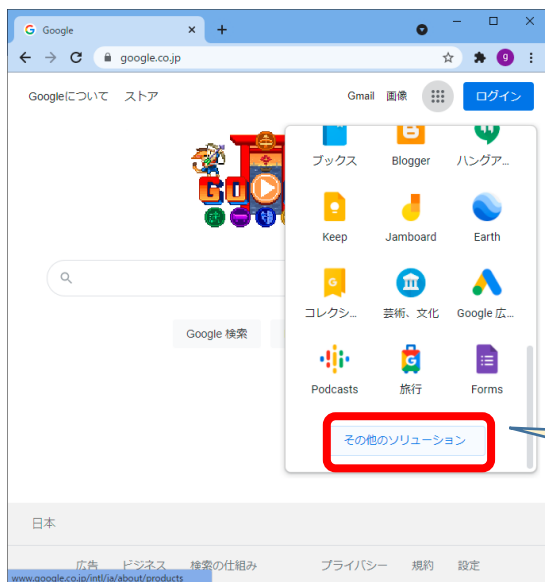 Google
google.co.jp
g
Googleについて ストア
Gmail 画像
ログイン
ブックス Blogger ハングア...
Keep Jamboard Earth
コレクシ... 芸術、文化 Google 広...
Podcasts 旅行 Forms
その他のソリューション
Google 検索
日本
広告 ビジネス 検索の仕組み プライバシー 規約 設定
www.google.co.jp/intl/ja/about/products